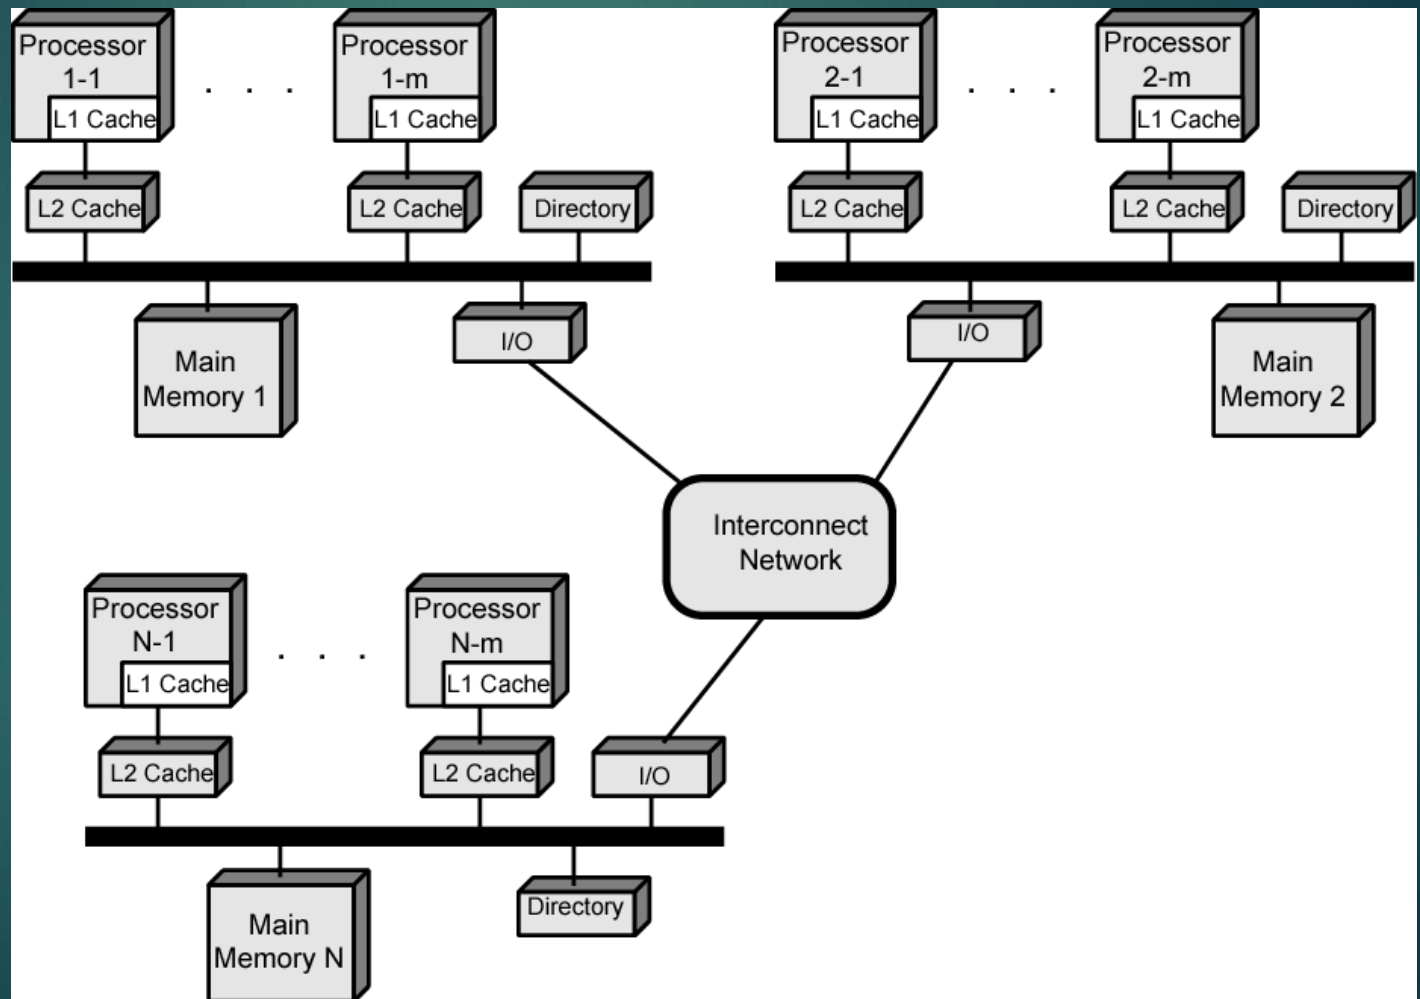 Processor
1-1
L1 Cache
. . .
Processor
1-m
L1 Cache
L2 Cache
L2 Cache
Directory
Main
Memory 1
I/O
Processor
2-1
L1 Cache
. . .
Processor
2-m
L1 Cache
L2 Cache
L2 Cache
Directory
I/O
Main
Memory 2
Interconnect
Network
Processor
N-1
L1 Cache
. . .
Processor
N-m
L1 Cache
L2 Cache
L2 Cache
I/O
Main
Memory N
Directory